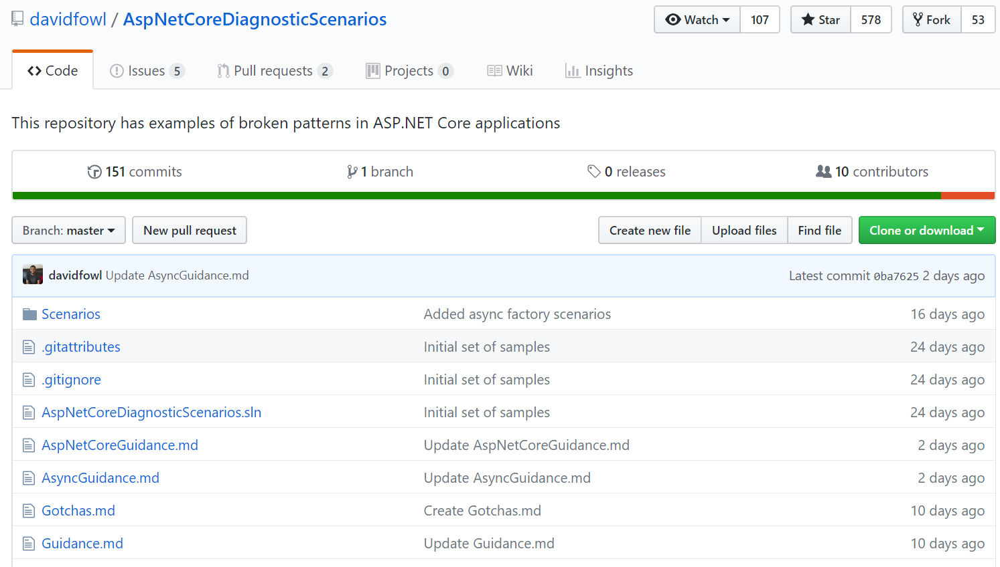 davidfowl / AspNetCoreDiagnosticScenarios Watch 107 Star 578 Fork 53
Code Issues 5 Pull requests 2 Projects 0 Wiki Insights
This repository has examples of broken patterns in ASP.NET Core applications
151 commits 1 branch 0 releases 10 contributors
Branch: master New pull request Create new file Upload files Find file Clone or download
davidfowl Update AsyncGuidance.md Latest commit 0ba7625 2 days ago
Scenarios Added async factory scenarios 16 days ago
.gitattributes Initial set of samples 24 days ago
.gitignore Initial set of samples 24 days ago
AspNetCoreDiagnosticScenarios.sln Initial set of samples 24 days ago
AspNetCoreGuidance.md Update AspNetCoreGuidance.md 2 days ago
AsyncGuidance.md Update AsyncGuidance.md 2 days ago
Gotchas.md Create Gotchas.md 10 days ago
Guidance.md Update Guidance.md 10 days ago